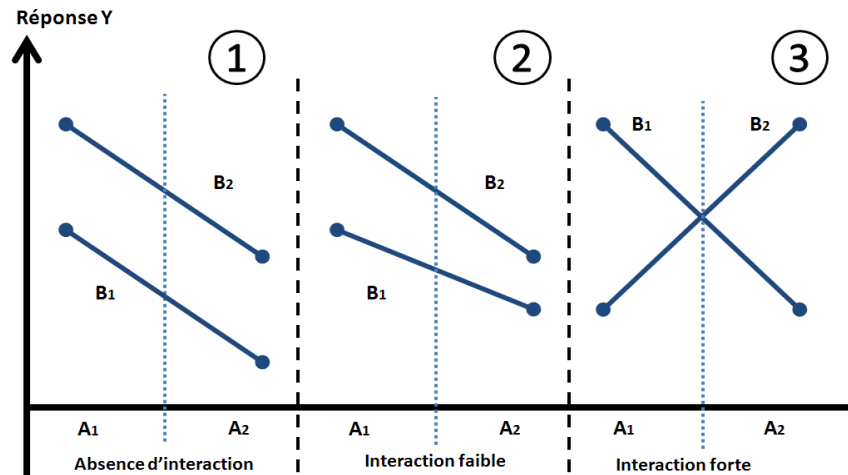 Réponse Y
1
2
3
B1
B2
B2
B2
B1
B1
A1
A2
A1
A2
A1
A2
Absence d'interaction
Interaction faible
Interaction forte